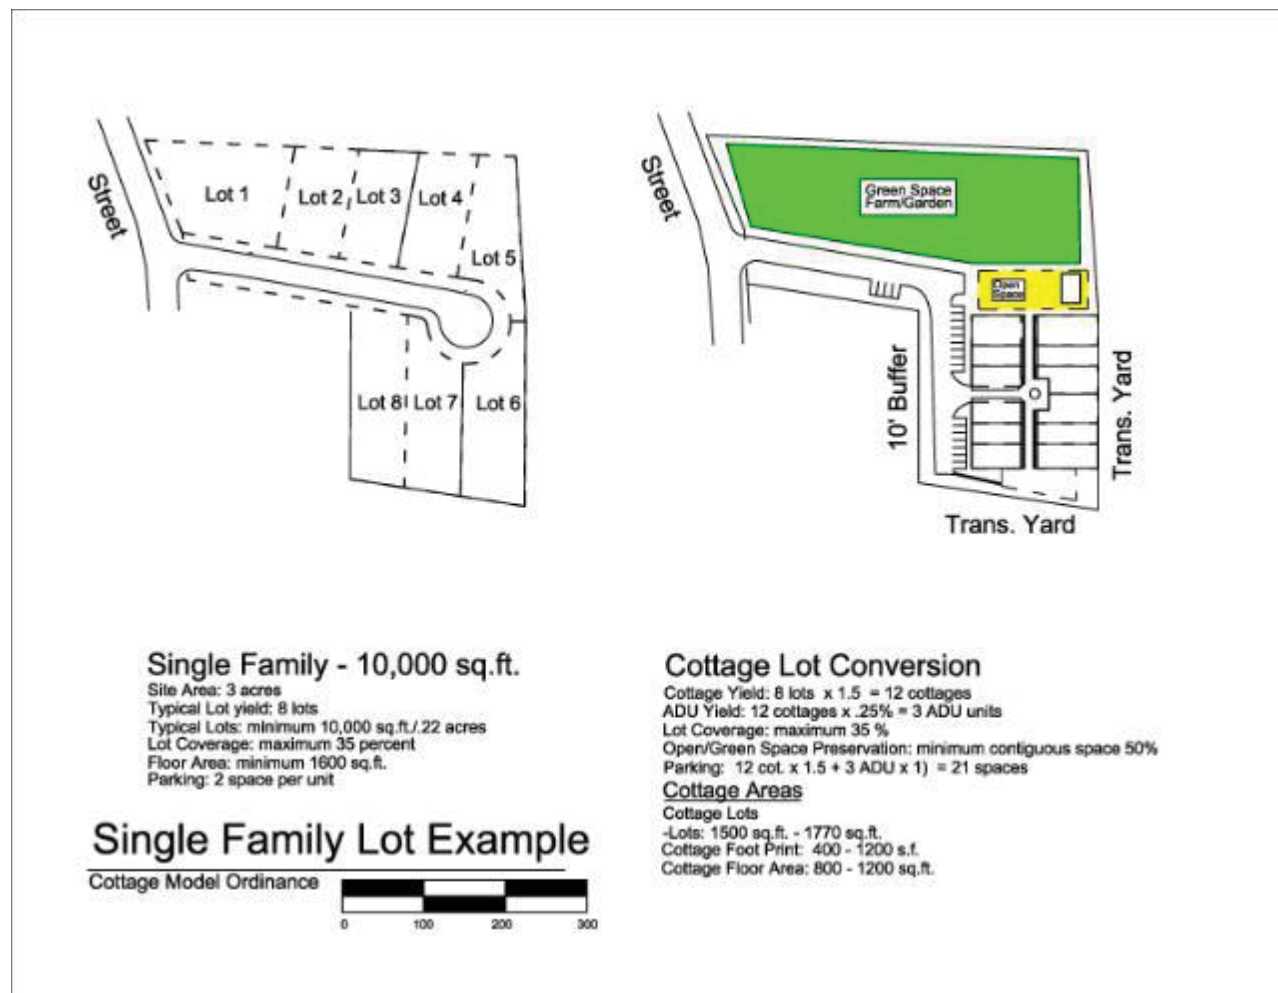 Street
Lot 1
Lot 2
Lot 3
Lot 4
Lot 5
Lot 8
Lot 7
Lot 6
Street
Green Space
Farm/Garden
Open
Space
10' Buffer
Trans. Yard
Trans. Yard
Single Family - 10,000 sq.ft.
Site Area: 3 acres
Typical Lot yield: 8 lots
Typical Lots: minimum 10,000 sq.ft./.22 acres
Lot Coverage: maximum 35 percent
Floor Area: minimum 1600 sq.ft.
Parking: 2 space per unit
Single Family Lot Example
Cottage Model Ordinance
0 100 200 300
Cottage Lot Conversion
Cottage Yield: 8 lots x 1.5 = 12 cottages
ADU Yield: 12 cottages x .25% = 3 ADU units
Lot Coverage: maximum 35 %
Open/Green Space Preservation: minimum contiguous space 50%
Parking: 12 cot. x 1.5 + 3 ADU x 1) = 21 spaces
Cottage Areas
Cottage Lots
-Lots: 1500 sq.ft. - 1770 sq.ft.
Cottage Foot Print: 400 - 1200 s.f.
Cottage Floor Area: 800 - 1200 sq.ft.